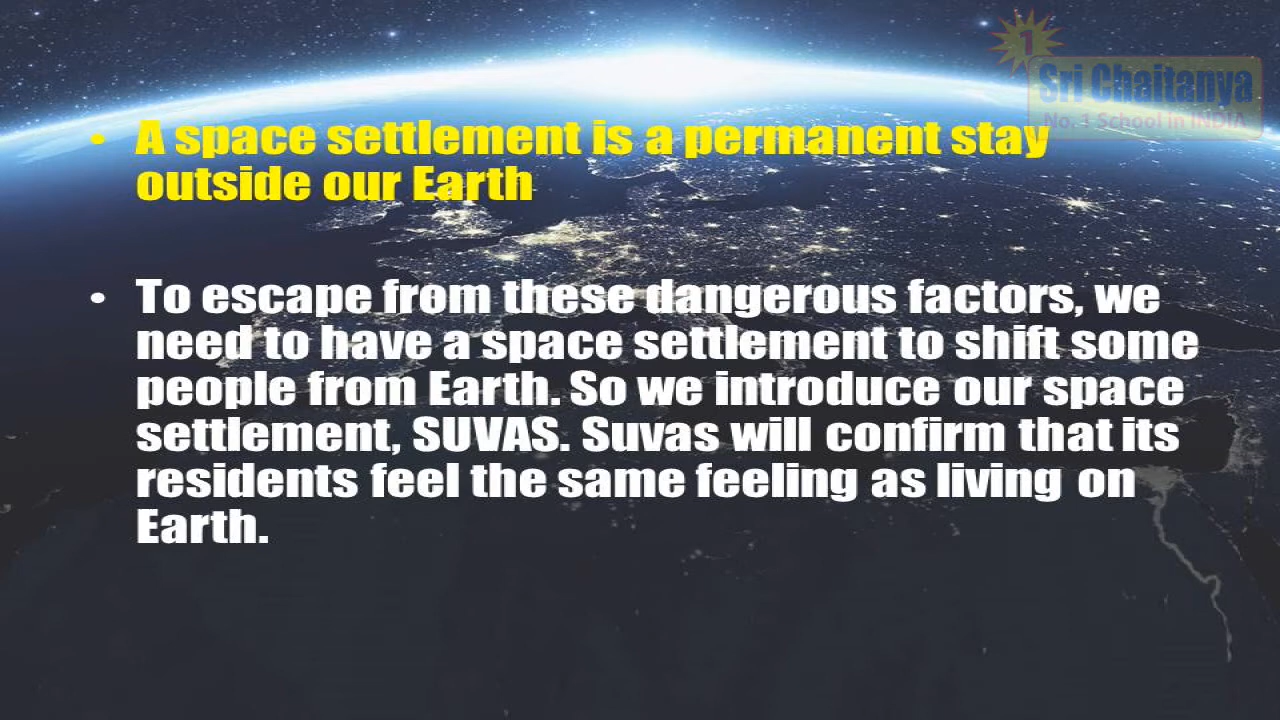 1
Sri Chaitanya
No. 1 School in INDIA
• A space settlement is a permanent stay
outside our Earth
• To escape from these dangerous factors, we
need to have a space settlement to shift some
people from Earth. So we introduce our space
settlement, SUVAS. Suvas will confirm that its
residents feel the same feeling as living on
Earth.